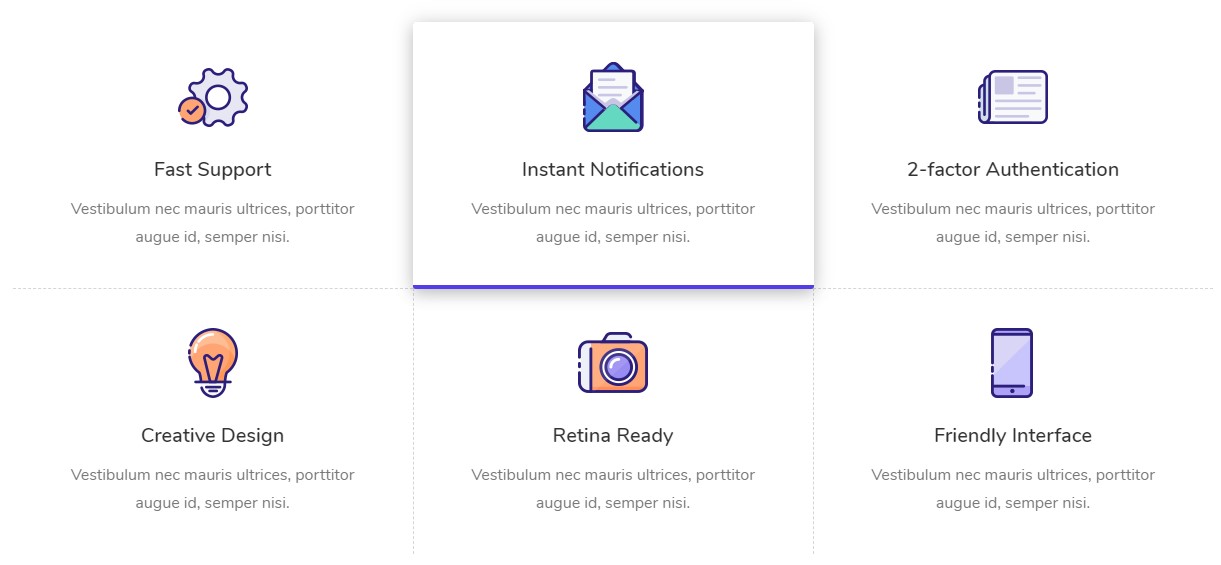 Fast Support
Vestibulum nec mauris ultrices, porttitor
augue id, semper nisi.
Instant Notifications
Vestibulum nec mauris ultrices, porttitor
augue id, semper nisi.
2-factor Authentication
Vestibulum nec mauris ultrices, porttitor
augue id, semper nisi.
Creative Design
Vestibulum nec mauris ultrices, porttitor
augue id, semper nisi.
Retina Ready
Vestibulum nec mauris ultrices, porttitor
augue id, semper nisi.
Friendly Interface
Vestibulum nec mauris ultrices, porttitor
augue id, semper nisi.